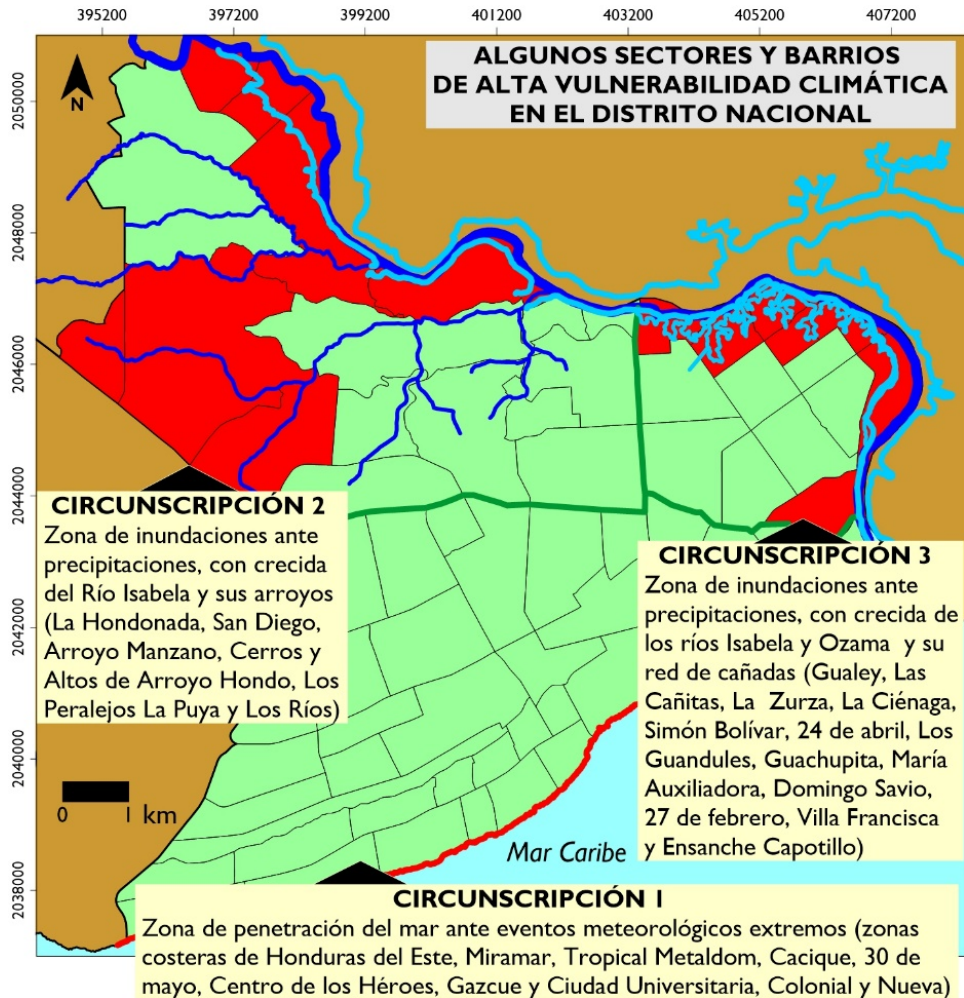 395200 397200 399200 401200 403200 405200 407200
ALGUNOS SECTORES Y BARRIOS
DE ALTA VULNERABILIDAD CLIMÁTICA
EN EL DISTRITO NACIONAL
N
2050000
2048000
2046000
2044000
2042000
2040000
2038000
CIRCUNSCRIPCIÓN 2
Zona de inundaciones ante
precipitaciones, con crecida
del Río Isabela y sus arroyos
(La Hondonada, San Diego,
Arroyo Manzano, Cerros y
Altos de Arroyo Hondo, Los
Peralejos La Puya y Los Ríos)
CIRCUNSCRIPCIÓN 3
Zona de inundaciones ante
precipitaciones, con crecida de
los ríos Isabela y Ozama y su
red de cañadas (Gualey, Las
Cañitas, La Zurza, La Ciénaga,
Simón Bolívar, 24 de abril, Los
Guandules, Guachupita, María
Auxiliadora, Domingo Savio,
27 de febrero, Villa Francisca
y Ensanche Capotillo)
0 1 km
Mar Caribe
CIRCUNSCRIPCIÓN 1
Zona de penetración del mar ante eventos meteorológicos extremos (zonas
costeras de Honduras del Este, Miramar, Tropical Metaldom, Cacique, 30 de
mayo, Centro de los Héroes, Gazcue y Ciudad Universitaria, Colonial y Nueva)